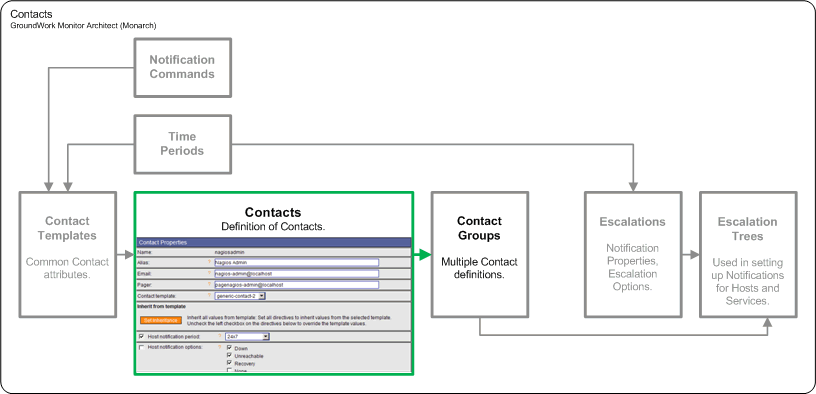 Contacts
GroundWork Monitor Architect (Monarch)
Notification
Commands
Time
Periods
Contact
Templates
Common Contact
attributes.
Contacts
Definition of Contacts.
Contact Properties
Name: nagiosadmin
Alias: ? Nagios Admin
Email: ? nagios-admin@localhost
Pager: ? pagenagios-admin@localhost
Contact template: ? generic-contact-2
Inherit from template
Set Inheritance
Inherit all values from template: Set all directives to inherit values from the selected template.
Uncheck the left checkbox on the directives below to override the template values.
Host notification period: ? 24x7
Host notification options: ? Down
Unreachable
Recovery
None
Contact
Groups
Multiple Contact
definitions.
Escalations
Notification
Properties,
Escalation
Options.
Escalation
Trees
Used in setting
up Notifications
for Hosts and
Services.